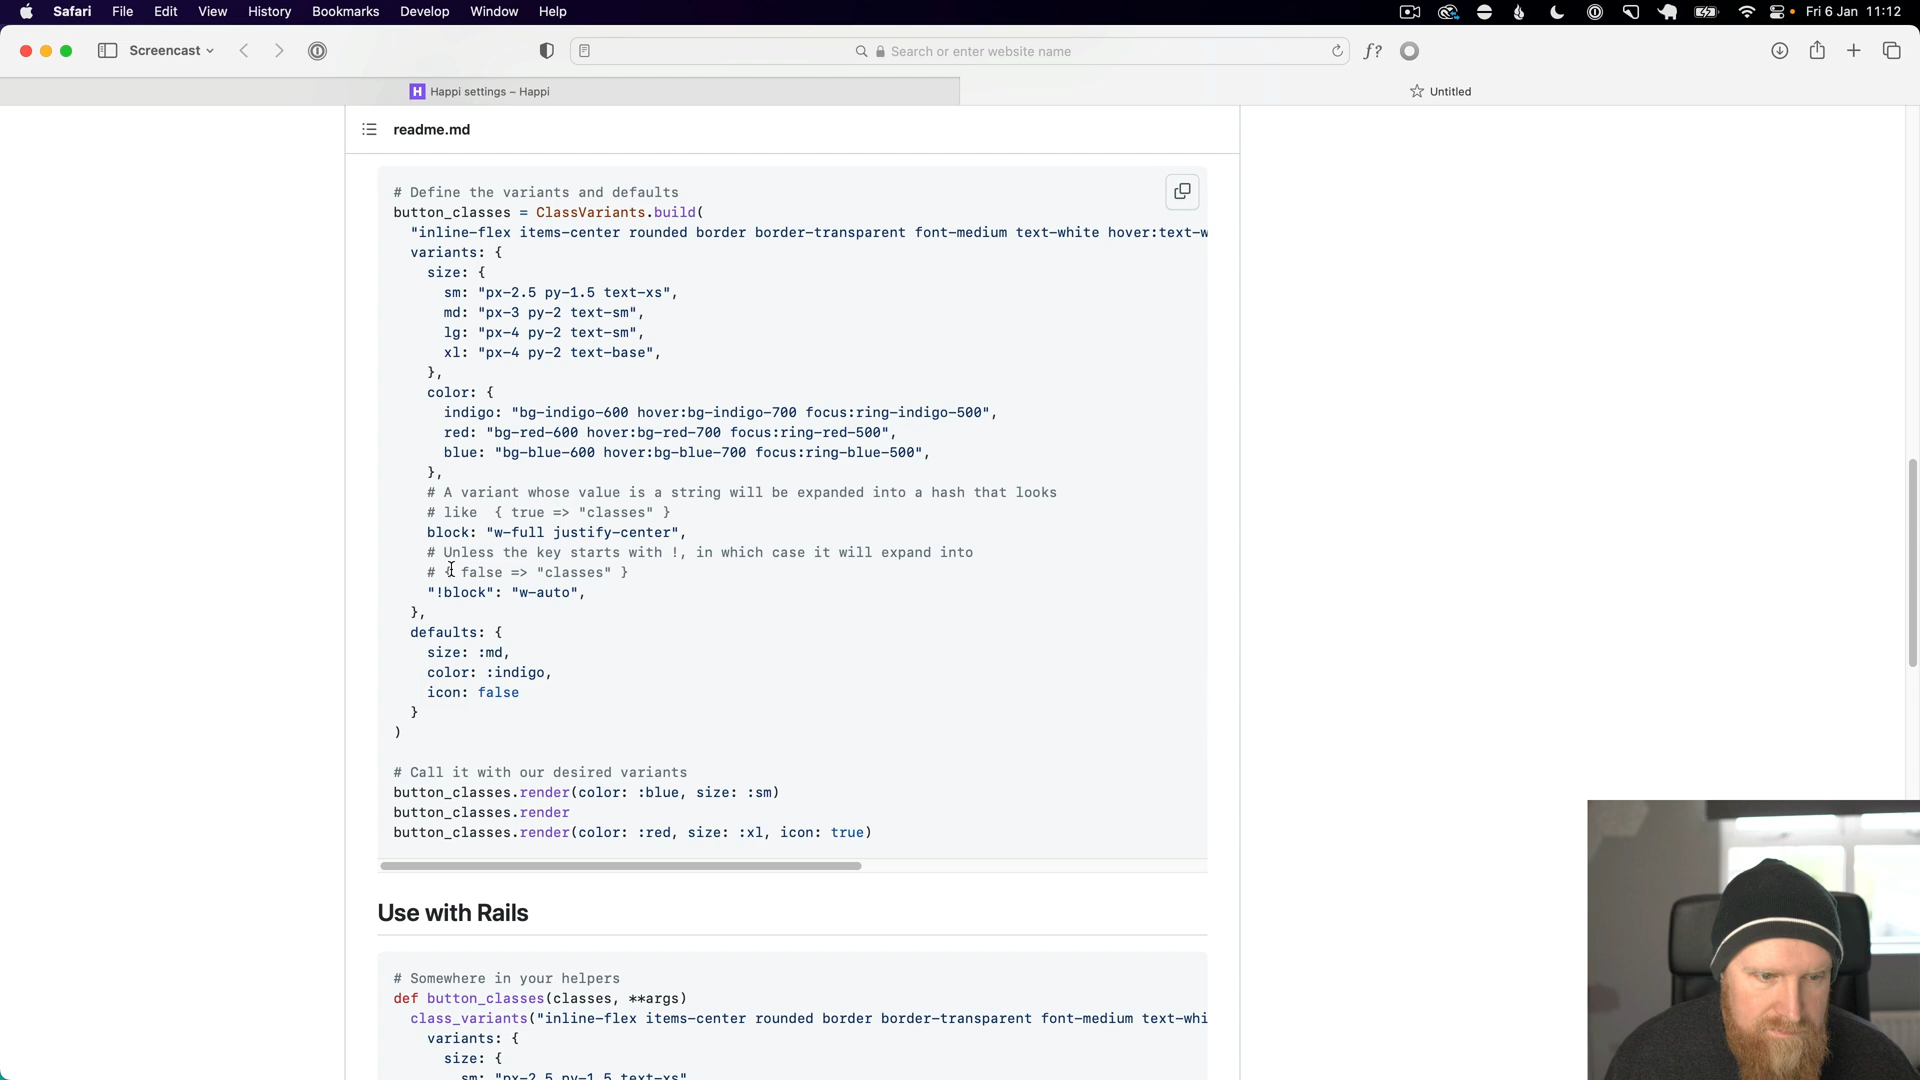 Safari File Edit View History Bookmarks Develop Window Help Fri 6 Jan 11:12
Screencast Search or enter website name
H Happi settings – Happi Untitled
readme.md
# Define the variants and defaults
button_classes = ClassVariants.build(
"inline-flex items-center rounded border border-transparent font-medium text-white hover:text-w
variants: {
size: {
sm: "px-2.5 py-1.5 text-xs",
md: "px-3 py-2 text-sm",
lg: "px-4 py-2 text-sm",
xl: "px-4 py-2 text-base",
},
color: {
indigo: "bg-indigo-600 hover:bg-indigo-700 focus:ring-indigo-500",
red: "bg-red-600 hover:bg-red-700 focus:ring-red-500",
blue: "bg-blue-600 hover:bg-blue-700 focus:ring-blue-500",
},
# A variant whose value is a string will be expanded into a hash that looks
# like  { true => "classes" }
block: "w-full justify-center",
# Unless the key starts with !, in which case it will expand into
# { false => "classes" }
"!block": "w-auto",
},
defaults: {
size: :md,
color: :indigo,
icon: false
}
)
# Call it with our desired variants
button_classes.render(color: :blue, size: :sm)
button_classes.render
button_classes.render(color: :red, size: :xl, icon: true)
Use with Rails
# Somewhere in your helpers
def button_classes(classes, **args)
class_variants("inline-flex items-center rounded border border-transparent font-medium text-whi
variants: {
size: {
sm: "px-2.5 py-1.5 text-xs"